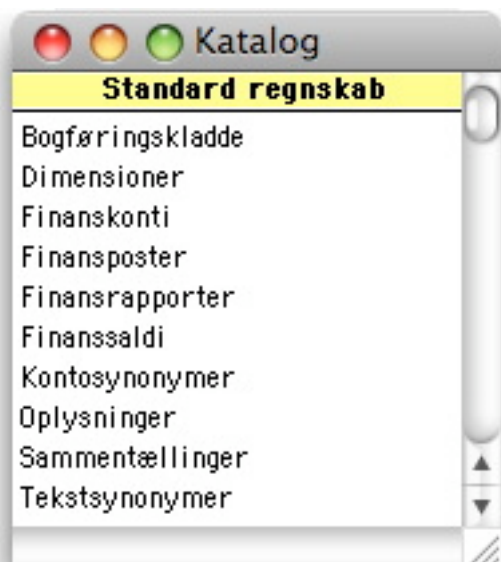 Katalog
Standard regnskab
Bogføringskladde
Dimensioner
Finanskonti
Finansposter
Finansrapporter
Finanssaldi
Kontosynonymer
Oplysninger
Sammentællinger
Tekstsynonymer